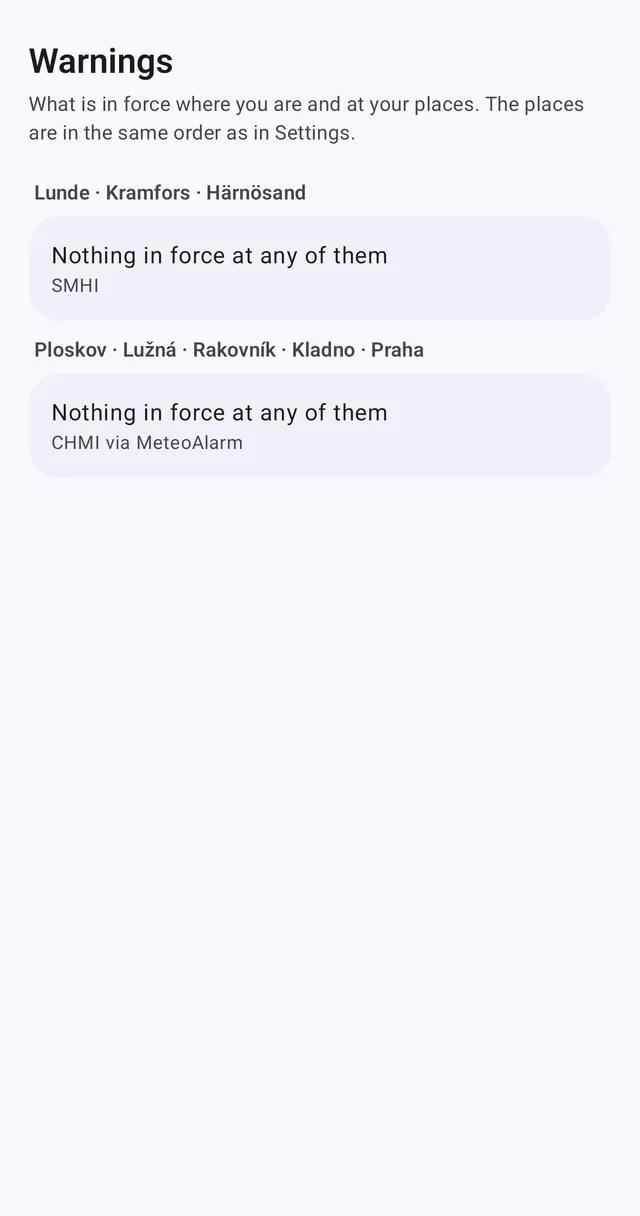 Warnings
What is in force where you are and at your places. The places
are in the same order as in Settings.
Lunde · Kramfors · Härnösand
Nothing in force at any of them
SMHI
Ploskov · Lužná · Rakovník · Kladno · Praha
Nothing in force at any of them
CHMI via MeteoAlarm